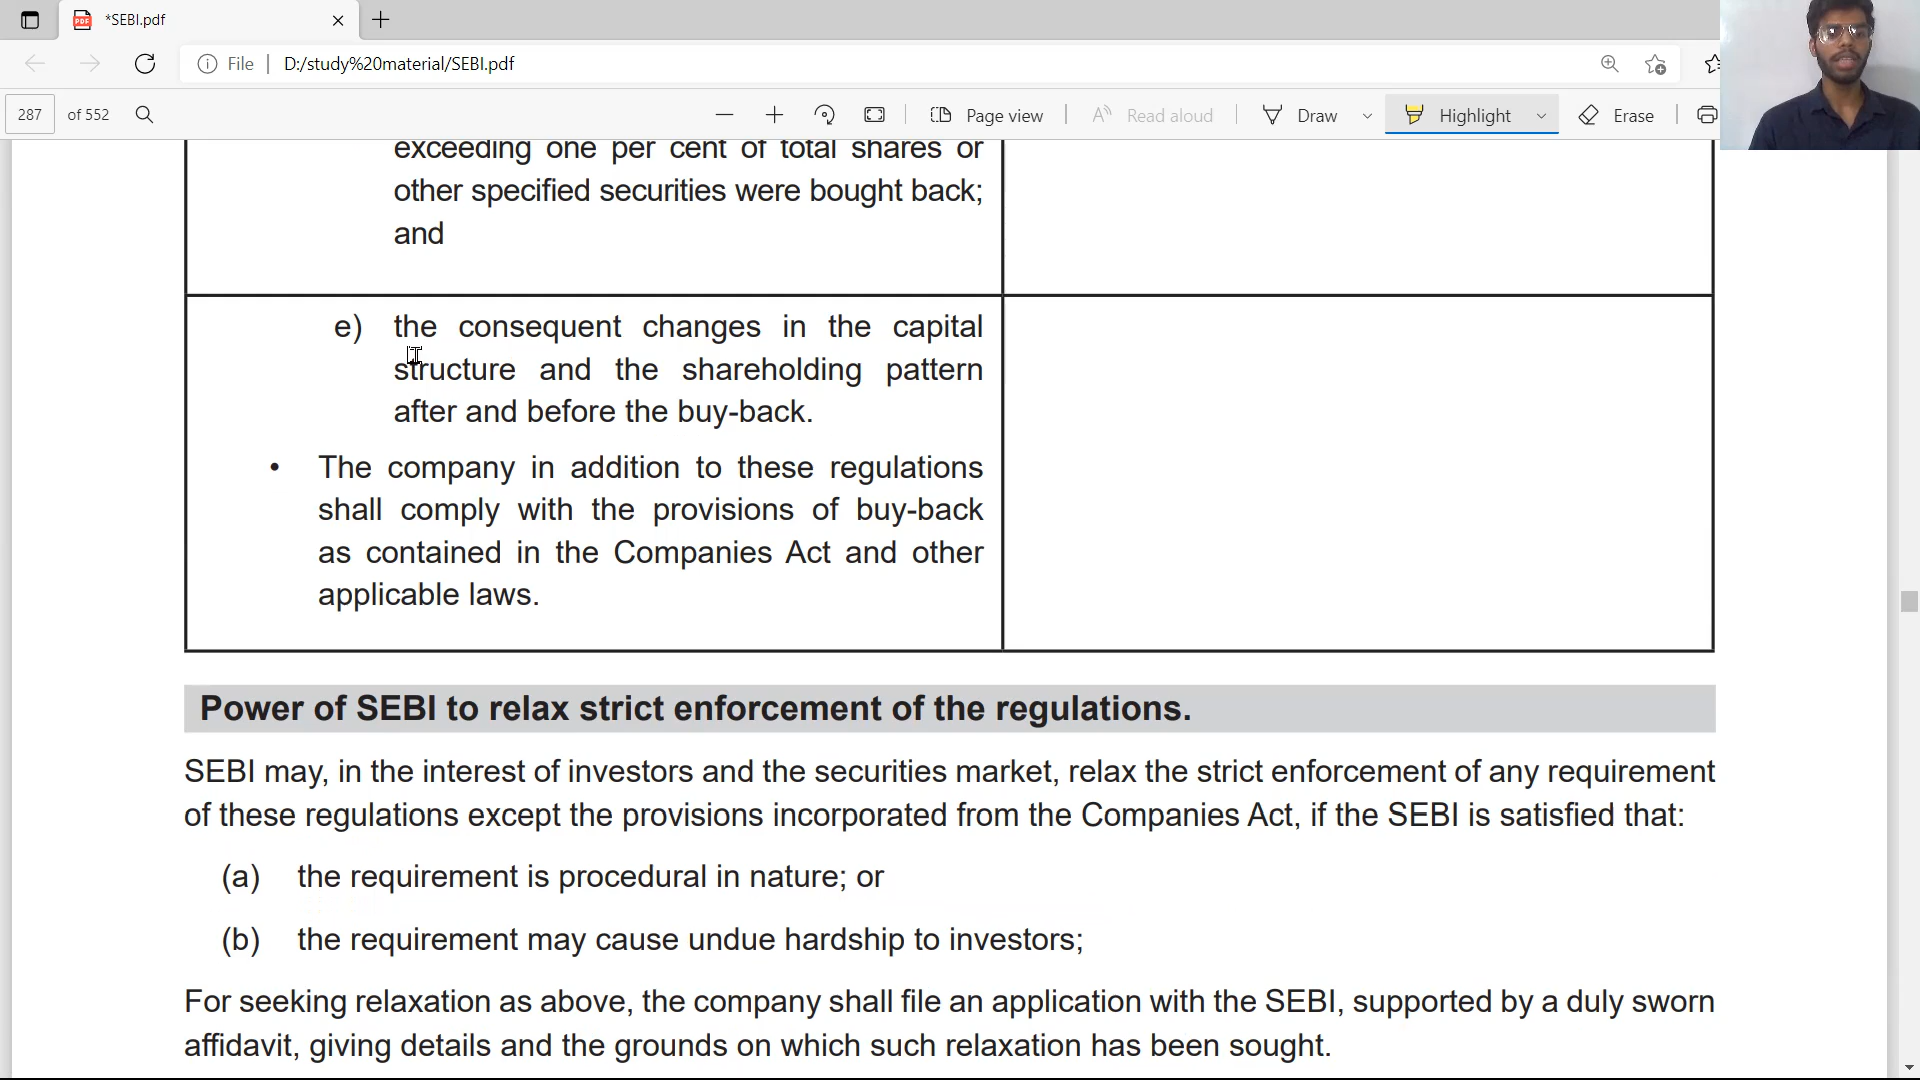 *SEBI.pdf
File
D:/study%20material/SEBI.pdf
287
of 552
Page view
Read aloud
Draw
Highlight
Erase
exceeding one per cent of total shares or
other specified securities were bought back;
and
e) the consequent changes in the capital
structure and the shareholding pattern
after and before the buy-back.
• The company in addition to these regulations
shall comply with the provisions of buy-back
as contained in the Companies Act and other
applicable laws.
Power of SEBI to relax strict enforcement of the regulations.
SEBI may, in the interest of investors and the securities market, relax the strict enforcement of any requirement
of these regulations except the provisions incorporated from the Companies Act, if the SEBI is satisfied that:
(a) the requirement is procedural in nature; or
(b) the requirement may cause undue hardship to investors;
For seeking relaxation as above, the company shall file an application with the SEBI, supported by a duly sworn
affidavit, giving details and the grounds on which such relaxation has been sought.